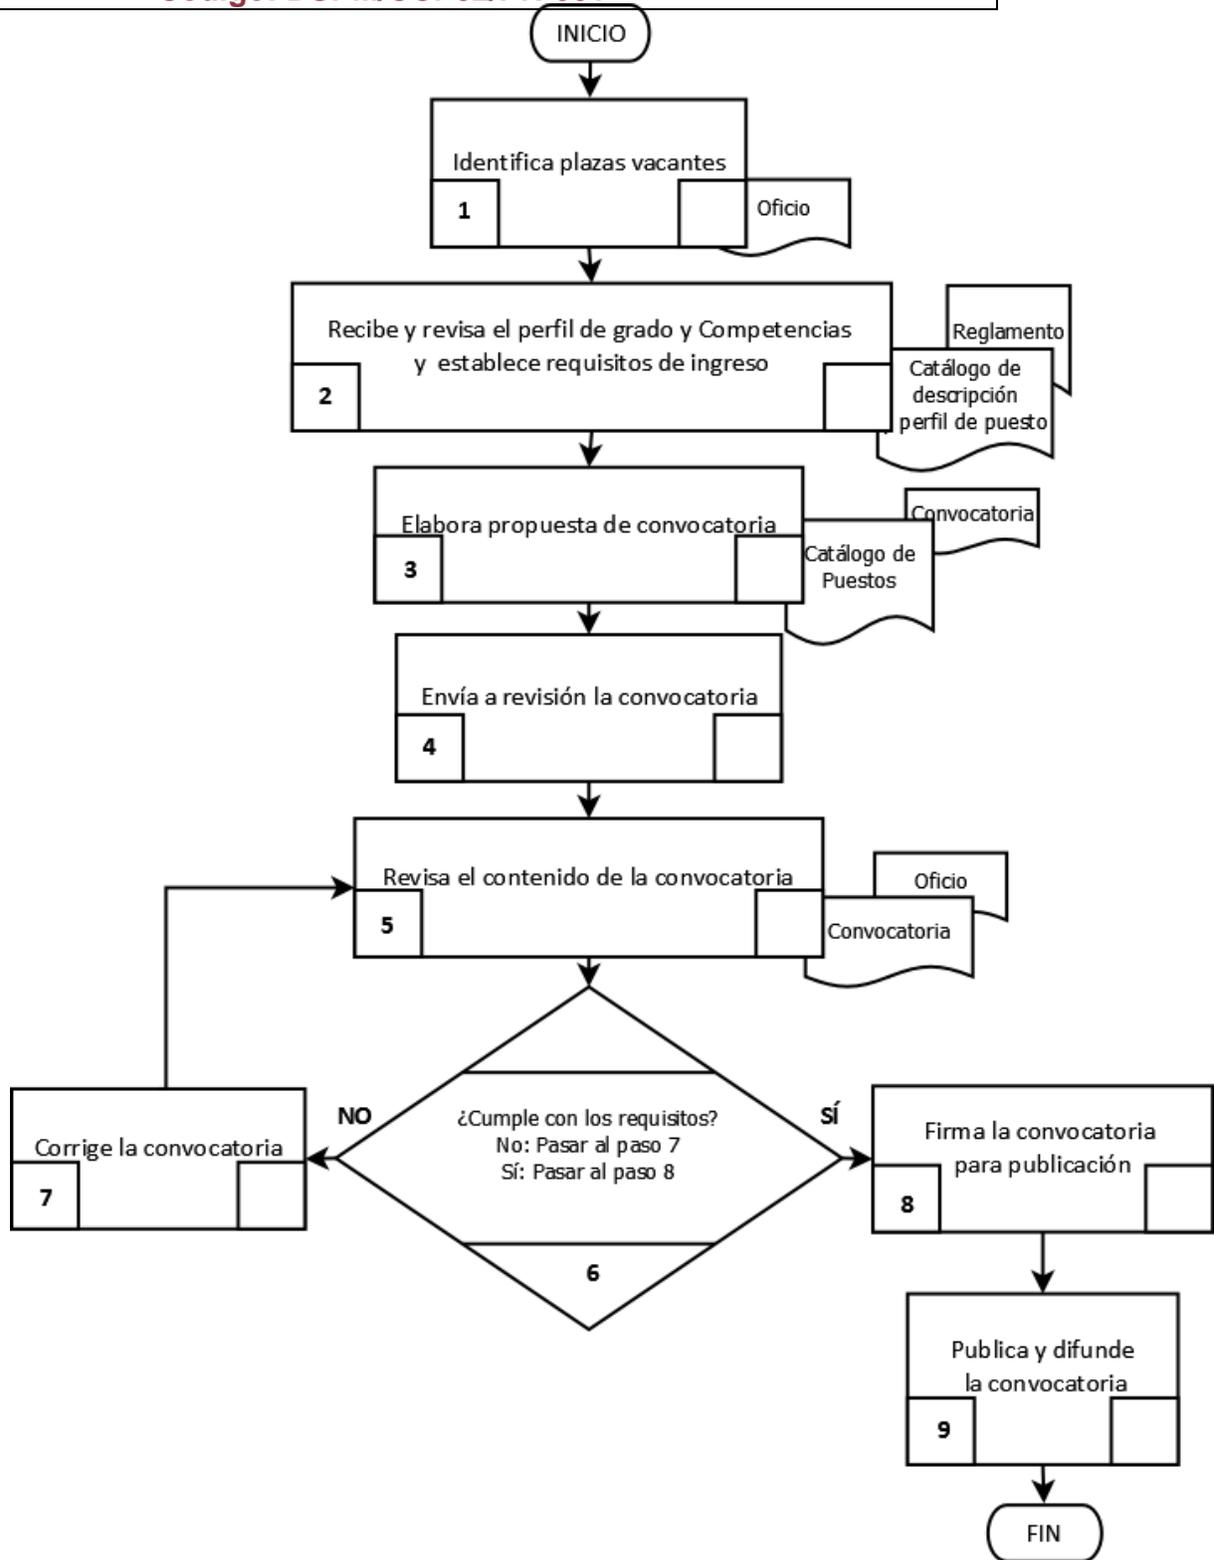 INICIO
Identifica plazas vacantes
1
Oficio
Recibe y revisa el perfil de grado y Competencias
y establece requisitos de ingreso
2
Reglamento
Catálogo de
descripción
perfil de puesto
Elabora propuesta de convocatoria
3
Convocatoria
Catálogo de
Puestos
Envía a revisión la convocatoria
4
Revisa el contenido de la convocatoria
5
Oficio
Convocatoria
NO
¿Cumple con los requisitos?
No: Pasar al paso 7
Sí: Pasar al paso 8
6
SÍ
Corrige la convocatoria
7
Firma la convocatoria
para publicación
8
Publica y difunde
la convocatoria
9
FIN